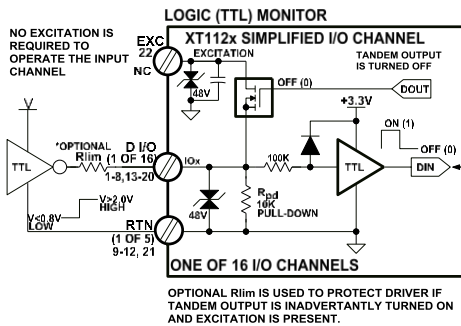 LOGIC (TTL) MONITOR
NO EXCITATION IS
REQUIRED TO
OPERATE THE INPUT
CHANNEL
EXC
22
NC
XT112x SIMPLIFIED I/O CHANNEL
EXCITATION
48V
TANDEM OUTPUT
IS TURNED OFF
OFF (0)
DOUT
+3.3V
ON (1)
OFF (0)
V
TTL
*OPTIONAL
Rlim
D I/O
(1 OF 16)
1-8,13-20
IOx
100K
TTL
DIN
48V
Rpd
10K
PULL-DOWN
V>2.0V
HIGH
V<0.8V
LOW
RTN
(1 OF 5)
9-12, 21
ONE OF 16 I/O CHANNELS
OPTIONAL Rlim IS USED TO PROTECT DRIVER IF
TANDEM OUTPUT IS INADVERTANTLY TURNED ON
AND EXCITATION IS PRESENT.